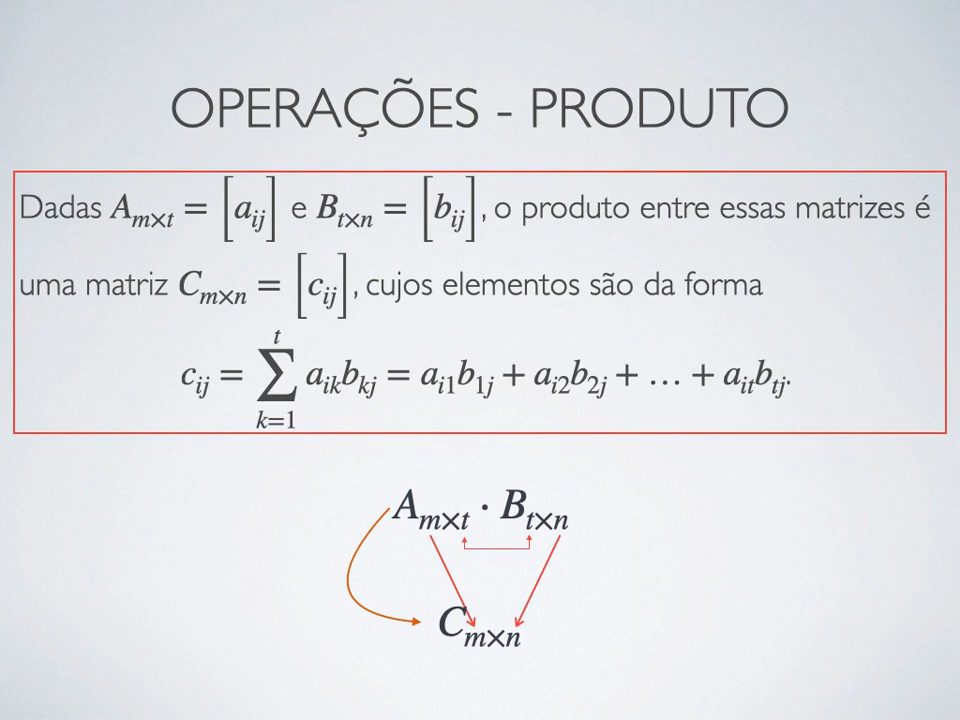 OPERAÇÕES - PRODUTO
Dadas A_{m×t} = [a_{ij}] e B_{t×n} = [b_{ij}], o produto entre essas matrizes é
uma matriz C_{m×n} = [c_{ij}], cujos elementos são da forma
c_{ij} = \sum_{k=1}^{t} a_{ik}b_{kj} = a_{i1}b_{1j} + a_{i2}b_{2j} + … + a_{it}b_{tj}.
A_{m×t} · B_{t×n}
C_{m×n}